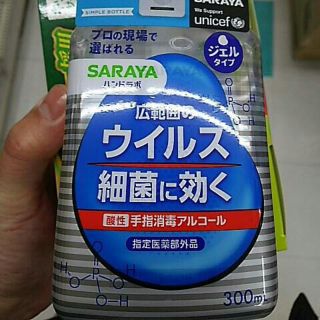 SIMPLE BOTTLE
SARAYA
We Support
unicef
プロの現場で
選ばれる
ジェル
タイプ
SARAYA
ハンドラボ
広範囲の
ウイルス
細菌に効く
酸性 手指消毒アルコール
指定医薬部外品
300mL